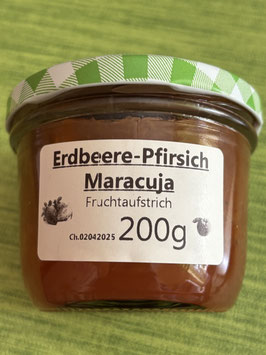 Erdbeere-Pfirsich
Maracuja
Fruchtaufstrich
Ch.02042025 200g